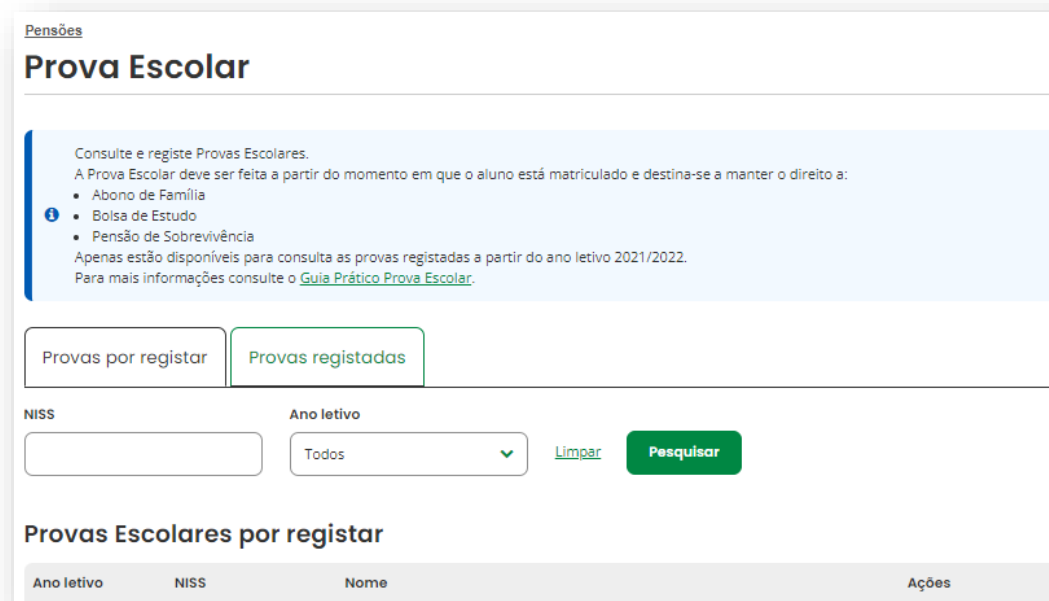 Pensões
Prova Escolar
Consulte e registe Provas Escolares.
A Prova Escolar deve ser feita a partir do momento em que o aluno está matriculado e destina-se a manter o direito a:
• Abono de Família
• Bolsa de Estudo
• Pensão de Sobrevivência
Apenas estão disponíveis para consulta as provas registadas a partir do ano letivo 2021/2022.
Para mais informações consulte o Guia Prático Prova Escolar.
Provas por registar Provas registadas
NISS Ano letivo
Todos Limpar Pesquisar
Provas Escolares por registar
Ano letivo NISS Nome Ações